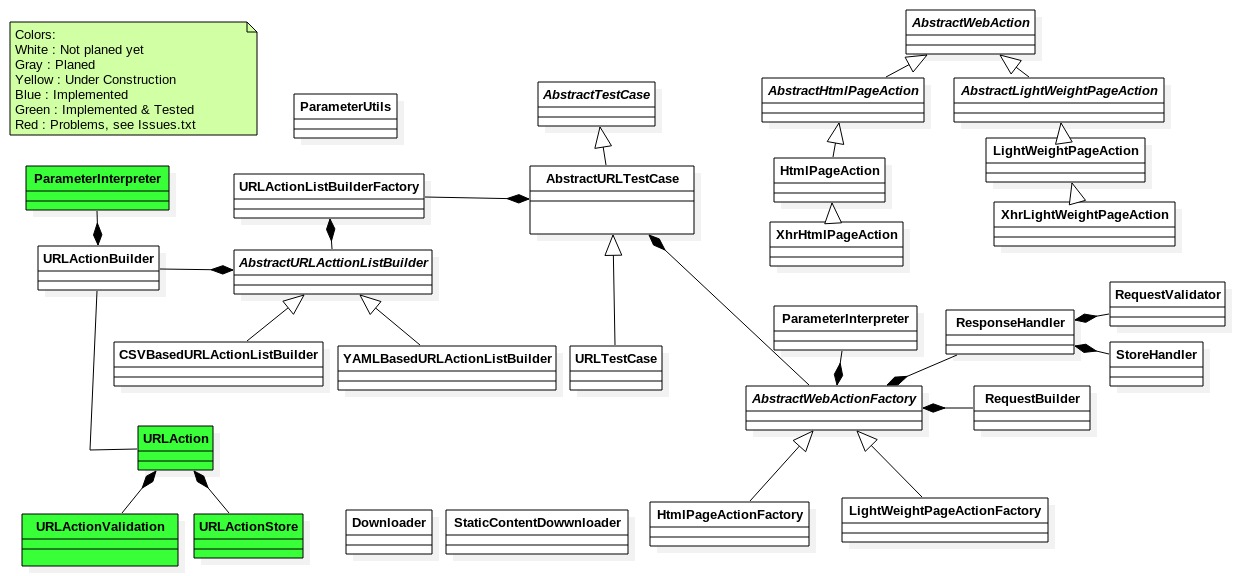 Colors:
White : Not planed yet
Gray : Planed
Yellow : Under Construction
Blue : Implemented
Green : Implemented & Tested
Red : Problems, see Issues.txt
ParameterUtils
AbstractTestCase
AbstractWebAction
AbstractHtmlPageAction
AbstractLightWeightPageAction
LightWeightPageAction
HtmlPageAction
XhrLightWeightPageAction
XhrHtmlPageAction
ParameterInterpreter
URLActionListBuilderFactory
AbstractURLTestCase
URLActionBuilder
AbstractURLActtionListBuilder
CSVBasedURLActionListBuilder
YAMLBasedURLActionListBuilder
URLTestCase
ParameterInterpreter
ResponseHandler
RequestValidator
StoreHandler
AbstractWebActionFactory
RequestBuilder
URLAction
URLActionValidation
URLActionStore
Downloader
StaticContentDowwnloader
HtmlPageActionFactory
LightWeightPageActionFactory